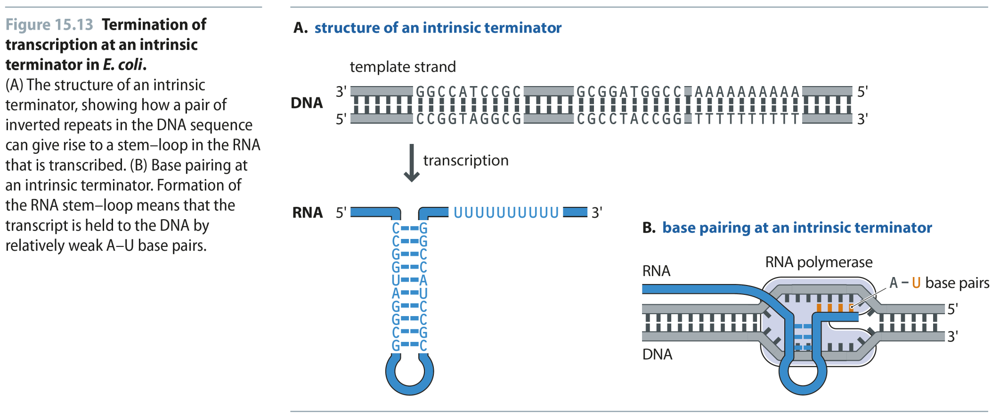 Figure 15.13 Termination of
transcription at an intrinsic
terminator in E. coli.
(A) The structure of an intrinsic
terminator, showing how a pair of
inverted repeats in the DNA sequence
can give rise to a stem–loop in the RNA
that is transcribed. (B) Base pairing at
an intrinsic terminator. Formation of
the RNA stem–loop means that the
transcript is held to the DNA by
relatively weak A–U base pairs.
A. structure of an intrinsic terminator
template strand
3' GGCCATCCGC GCGGATGGCC AAAAAAAAAA 5'
DNA
5' CCGGTAGGCG CGCCTACCGG TTTTTTTTTT 3'
transcription
RNA 5' UUUUUUUUUU 3'
C G
C G
G C
G C
U A
A U
G C
G C
C G
G C
B. base pairing at an intrinsic terminator
RNA polymerase
RNA
A – U base pairs
5'
3'
DNA